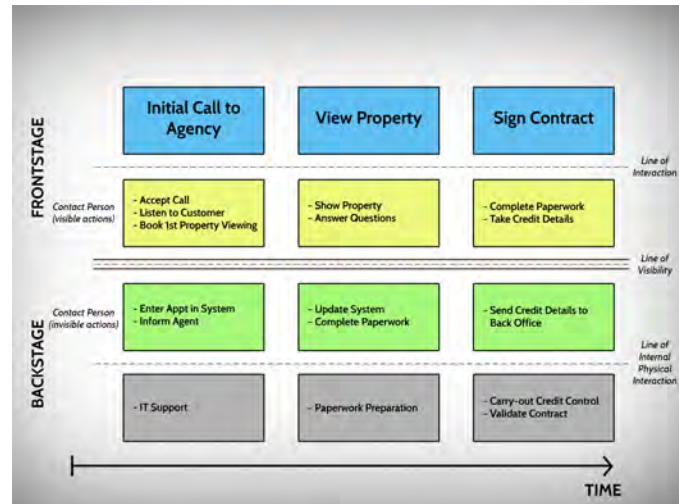 FRONTSTAGE
Initial Call to
Agency
View Property
Sign Contract
Line of
Interaction
Contact Person
(visible actions)
- Accept Call
- Listen to Customer
- Book 1st Property Viewing
- Show Property
- Answer Questions
- Complete Paperwork
- Take Credit Details
Line of
Visibility
BACKSTAGE
Contact Person
(invisible actions)
- Enter Appt in System
- Inform Agent
- Update System
- Complete Paperwork
- Send Credit Details to
Back Office
Line of
Internal
Physical
Interaction
- IT Support
- Paperwork Preparation
- Carry-out Credit Control
- Validate Contract
TIME